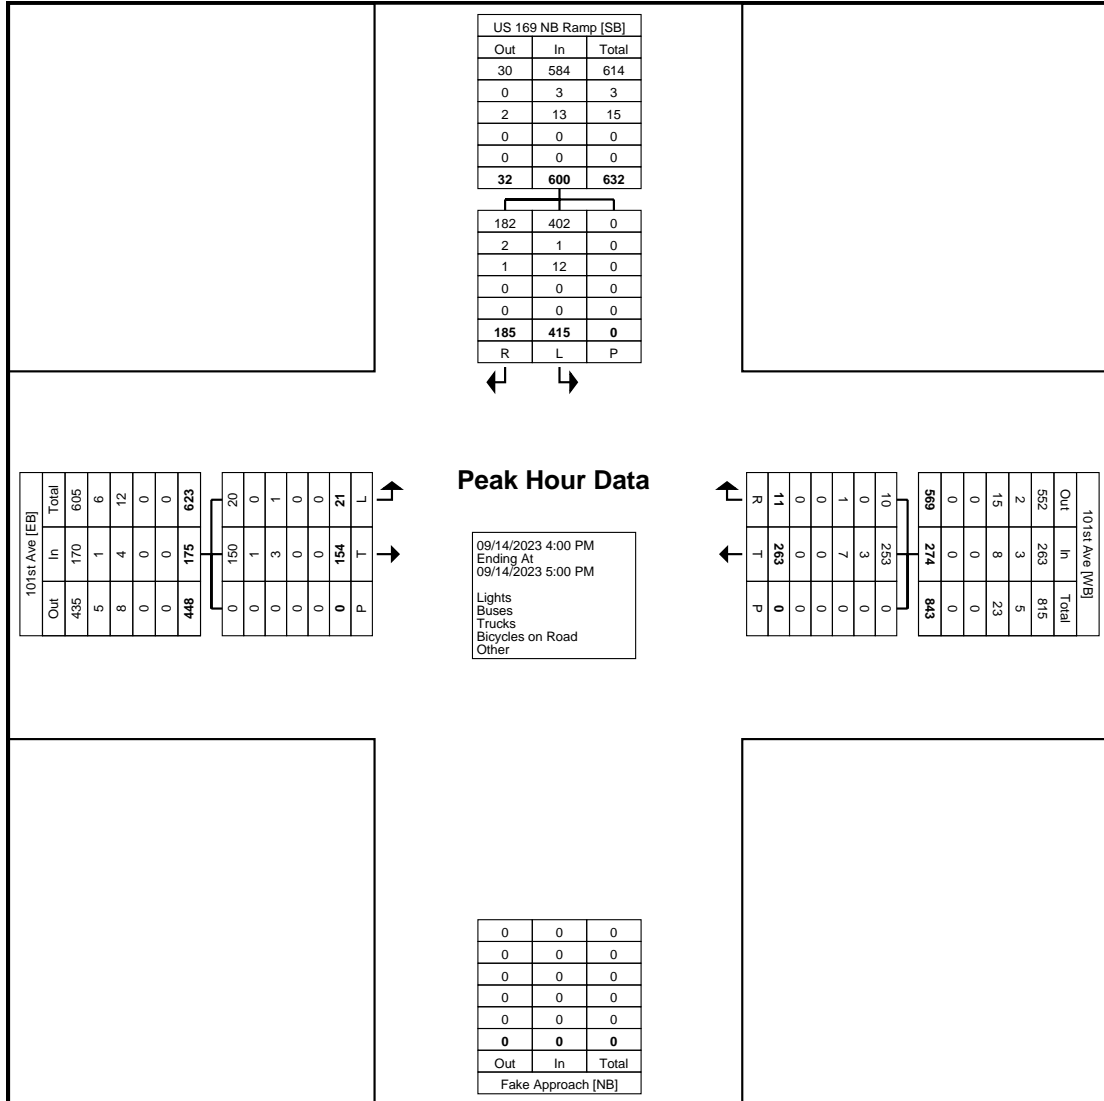 US 169 NB Ramp [SB]
Out In Total
30 584 614
0 3 3
2 13 15
0 0 0
0 0 0
32 600 632
182 402 0
2 1 0
1 12 0
0 0 0
0 0 0
185 415 0
R L P
101st Ave [EB]
Total In Out
605 170 435
6 1 5
12 4 8
0 0 0
0 0 0
623 175 448
20 150 0
0 1 0
1 3 0
0 0 0
0 0 0
21 154 0
L T P
Peak Hour Data
09/14/2023 4:00 PM
Ending At
09/14/2023 5:00 PM
Lights
Buses
Trucks
Bicycles on Road
Other
101st Ave [WB]
Out In Total
552 263 815
2 3 5
15 8 23
0 0 0
0 0 0
569 274 843
10 253 0
0 3 0
1 7 0
0 0 0
0 0 0
11 263 0
R T P
0 0 0
0 0 0
0 0 0
0 0 0
0 0 0
0 0 0
Out In Total
Fake Approach [NB]